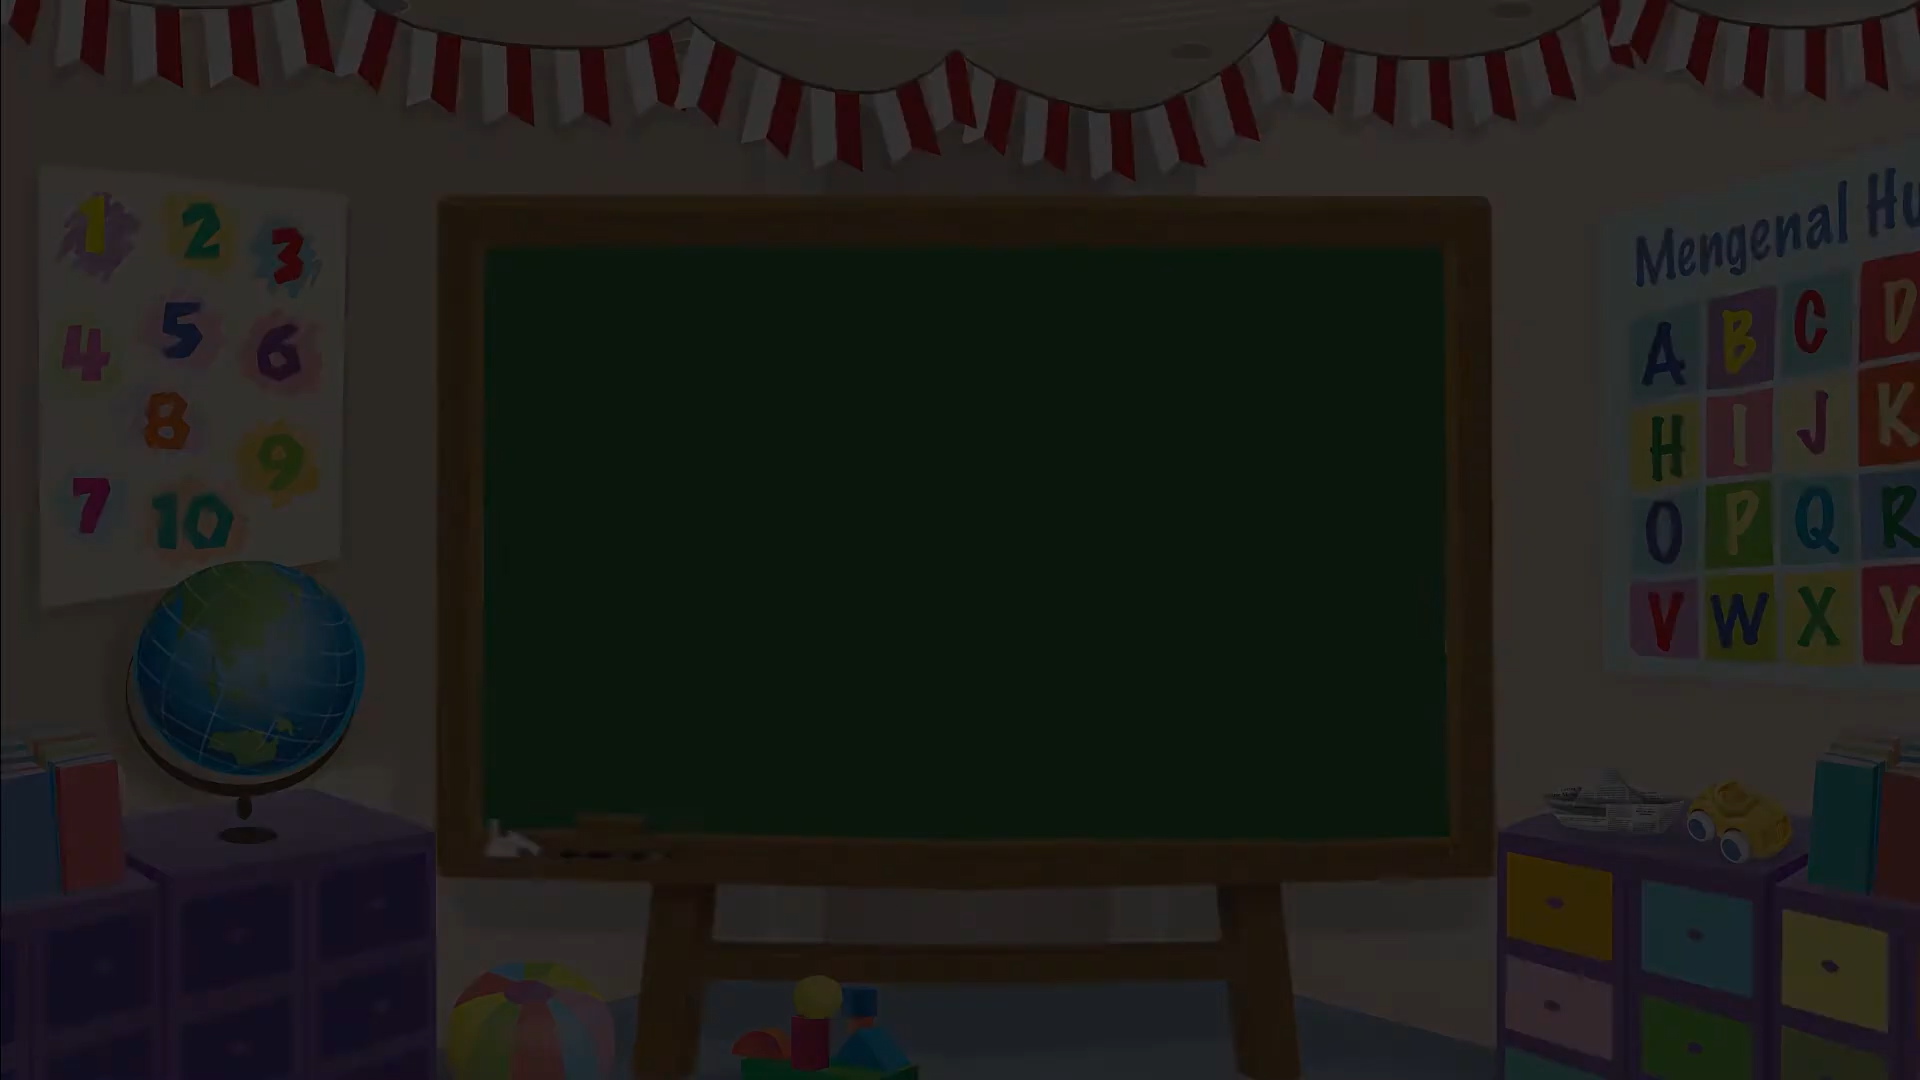 1 2 3
4 5 6
8 9
7 10
Mengenal Hu
A B C D
H I J K
O P Q R
V W X Y